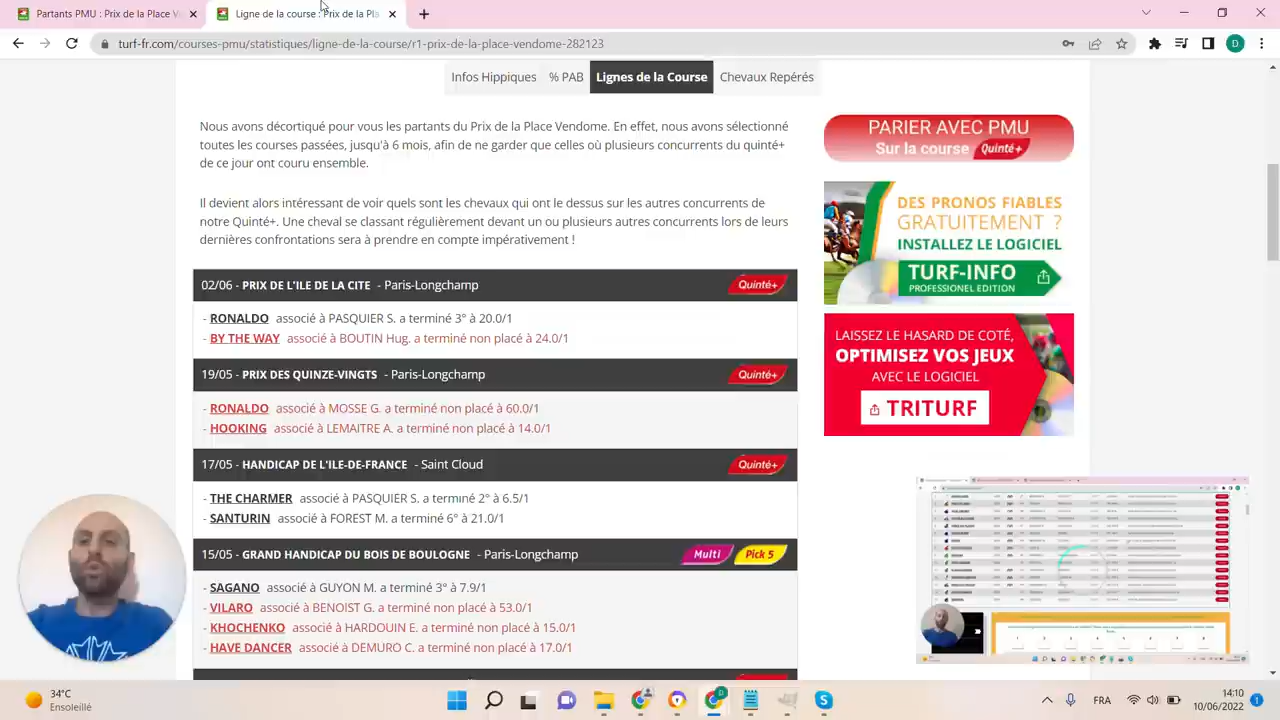 Partants PMU : Prix de la Place V
Ligne de la course : Prix de la Pla
turf-fr.com/courses-pmu/statistiques/ligne-de-la-course/r1-prix-de-la-place-vendome-282123
D
Infos Hippiques
% PAB
Lignes de la Course
Chevaux Repérés
Nous avons décortiqué pour vous les partants du Prix de la Place Vendome. En effet, nous avons sélectionné
toutes les courses passées, jusqu'à 6 mois, afin de ne garder que celles où plusieurs concurrents du quinté+
de ce jour ont couru ensemble.
Il devient alors intéressant de voir quels sont les chevaux qui ont le dessus sur les autres concurrents de
notre Quinté+. Une cheval se classant régulièrement devant un ou plusieurs autres concurrents lors de leurs
dernières confrontations sera à prendre en compte impérativement !
02/06 - PRIX DE L'ILE DE LA CITE - Paris-Longchamp
Quinté+
- RONALDO associé à PASQUIER S. a terminé 3° à 20.0/1
- BY THE WAY associé à BOUTIN Hug. a terminé non placé à 24.0/1
19/05 - PRIX DES QUINZE-VINGTS - Paris-Longchamp
Quinté+
- RONALDO associé à MOSSE G. a terminé non placé à 60.0/1
- HOOKING associé à LEMAITRE A. a terminé non placé à 14.0/1
17/05 - HANDICAP DE L'ILE-DE-FRANCE - Saint Cloud
Quinté+
- THE CHARMER associé à PASQUIER S. a terminé 2° à 6.5/1
- SANTURIN associé à FOREST M. a terminé 6° à 21.0/1
15/05 - GRAND HANDICAP DU BOIS DE BOULOGNE - Paris-Longchamp
Multi
Pick 5
- SAGANO associé à GUYON M. a terminé 3° à 7.9/1
- VILARO associé à BENOIST G. a terminé non placé à 53.0/1
- KHOCHENKO associé à HARDOUIN E. a terminé non placé à 15.0/1
- HAVE DANCER associé à DEMURO C. a terminé non placé à 17.0/1
PARIER AVEC PMU
Sur la course Quinté+
DES PRONOS FIABLES
GRATUITEMENT ?
INSTALLEZ LE LOGICIEL
TURF-INFO
PROFESSIONEL EDITION
LAISSEZ LE HASARD DE COTÉ,
OPTIMISEZ VOS JEUX
AVEC LE LOGICIEL
TRITURF
34°C
Ensoleillé
FRA
14:10
10/06/2022